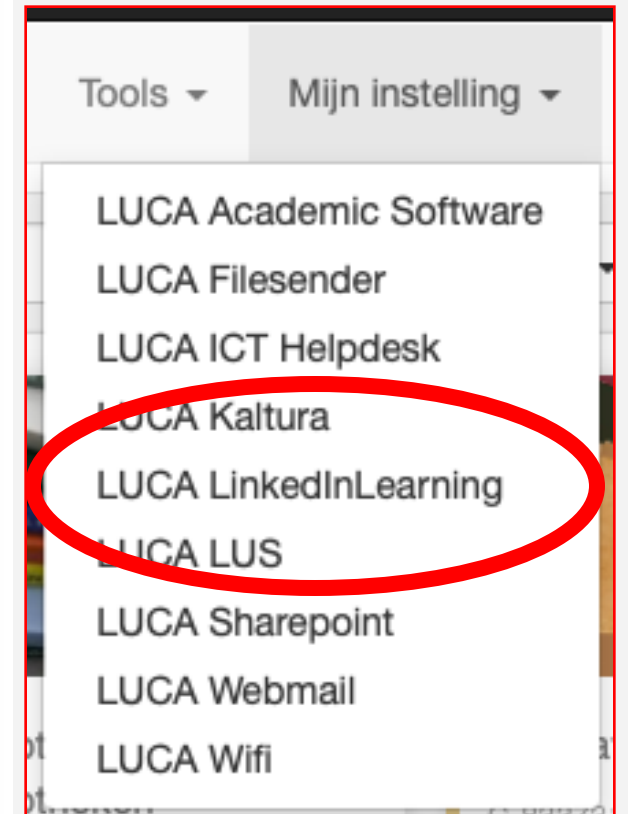 Tools
Mijn instelling
LUCA Academic Software
LUCA Filesender
LUCA ICT Helpdesk
LUCA Kaltura
LUCA LinkedInLearning
LUCA LUS
LUCA Sharepoint
LUCA Webmail
LUCA Wifi